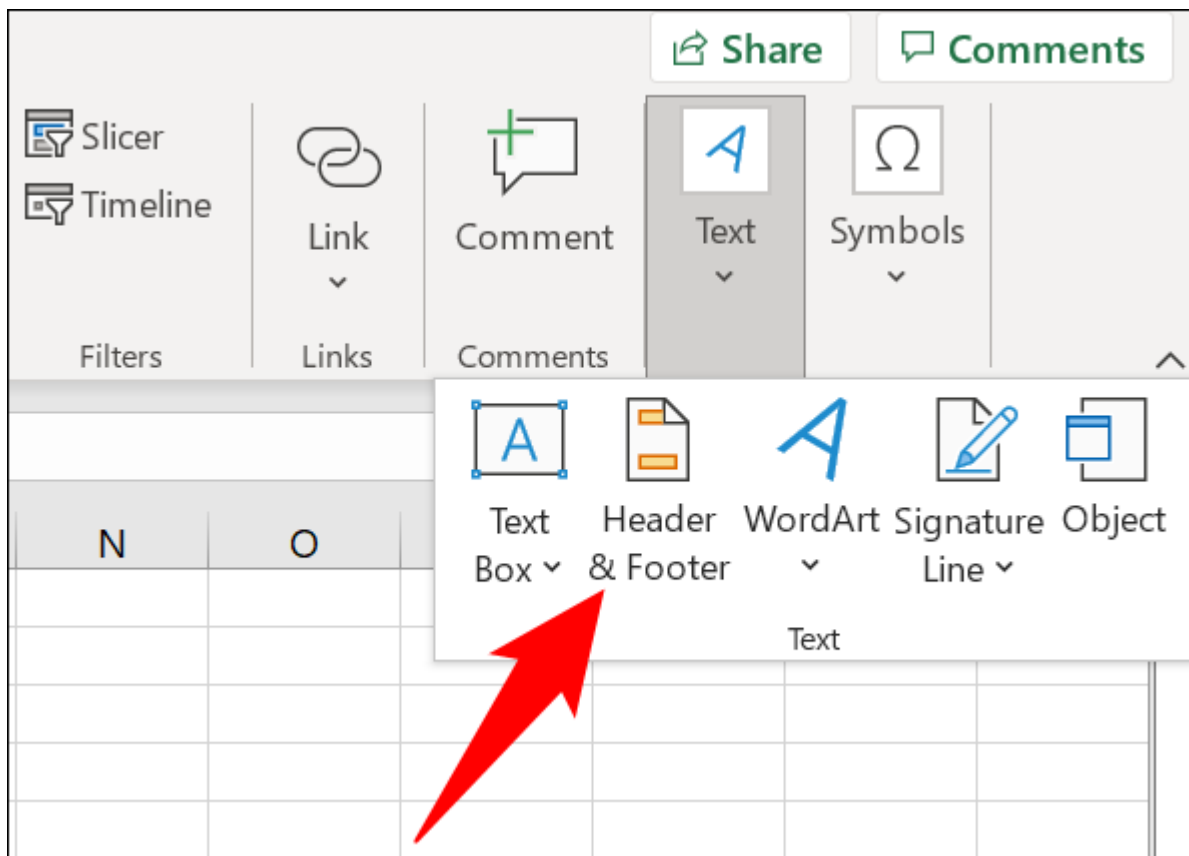 Share Comments
Slicer
Timeline
Link
Comment
Text
Symbols
Filters
Links
Comments
A
N
O
Text Box
Header & Footer
WordArt
Signature Line
Object
Text